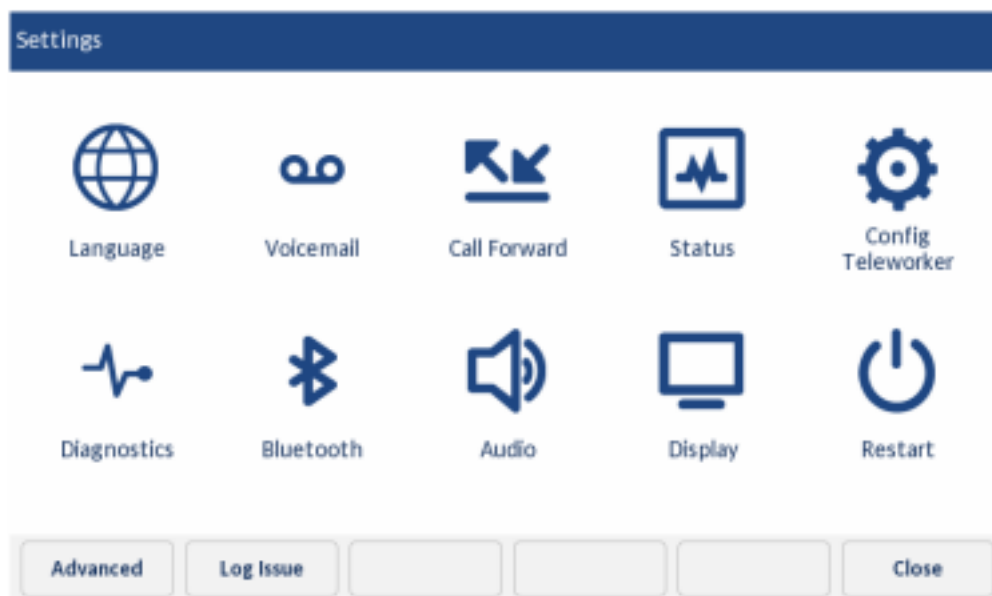 Settings
Language
Voicemail
Call Forward
Status
Config
Teleworker
Diagnostics
Bluetooth
Audio
Display
Restart
Advanced
Log Issue
Close